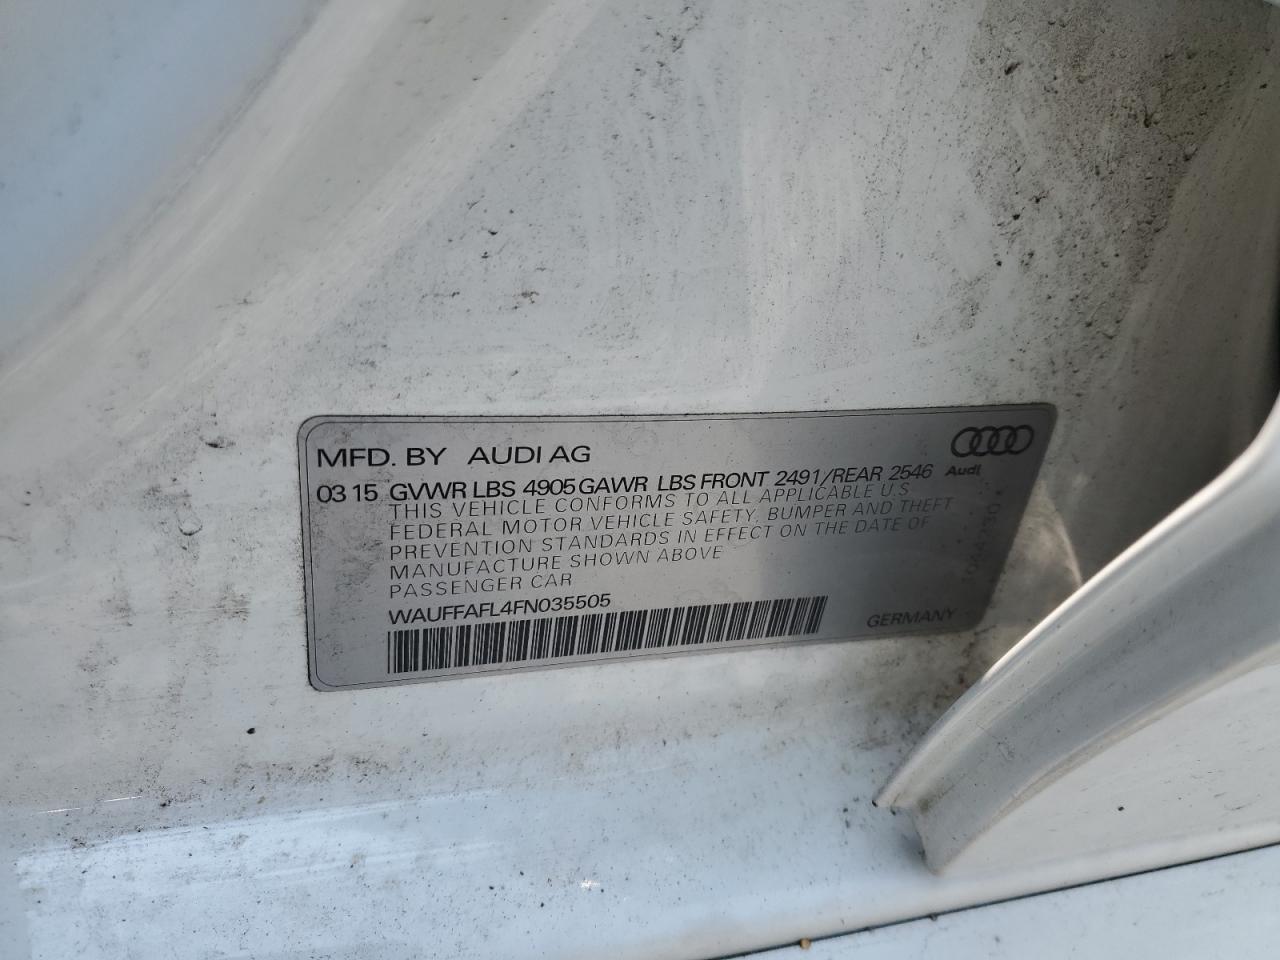 MFD. BY AUDI AG
03 15 GVWR LBS 4905 GAWR LBS FRONT 2491/REAR 2546
Audi
THIS VEHICLE CONFORMS TO ALL APPLICABLE U.S.
FEDERAL MOTOR VEHICLE SAFETY, BUMPER AND THEFT
PREVENTION STANDARDS IN EFFECT ON THE DATE OF
MANUFACTURE SHOWN ABOVE
PASSENGER CAR
WAUFFAFL4FN035505
GERMANY